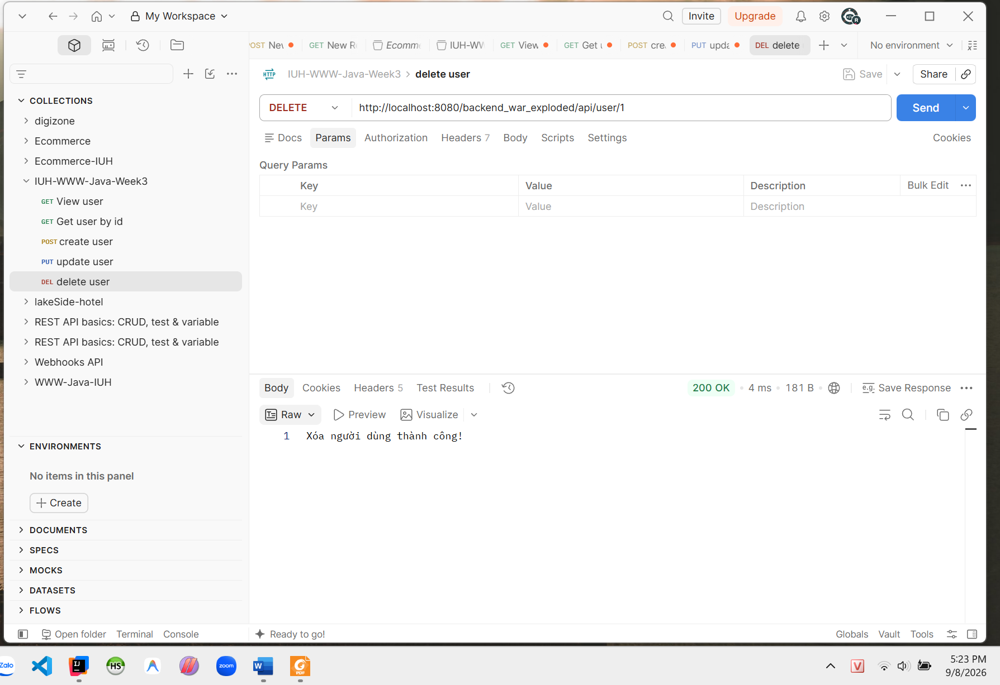 My Workspace
Invite
Upgrade
OST Nev
GET New R
Ecomme
IUH-WW
GET View
GET Get
POST cre
PUT upda
DEL delete
No environment
IUH-WWW-Java-Week3 > delete user
Save
Share
DELETE
http://localhost:8080/backend_war_exploded/api/user/1
Send
Docs
Params
Authorization
Headers 7
Body
Scripts
Settings
Cookies
Query Params
Key
Value
Description
Bulk Edit
Key
Value
Description
COLLECTIONS
digizone
Ecommerce
Ecommerce-IUH
IUH-WWW-Java-Week3
GET View user
GET Get user by id
POST create user
PUT update user
DEL delete user
lakeSide-hotel
REST API basics: CRUD, test & variable
REST API basics: CRUD, test & variable
Webhooks API
WWW-Java-IUH
ENVIRONMENTS
No items in this panel
Create
DOCUMENTS
SPECS
MOCKS
DATASETS
FLOWS
Body
Cookies
Headers 5
Test Results
200 OK
4 ms
181 B
e.g. Save Response
Raw
Preview
Visualize
1 Xóa người dùng thành công!
Open folder
Terminal
Console
Ready to go!
Globals
Vault
Tools
Zalo
IJ
HS
zoom
W
PDF
V
5:23 PM
9/8/2026